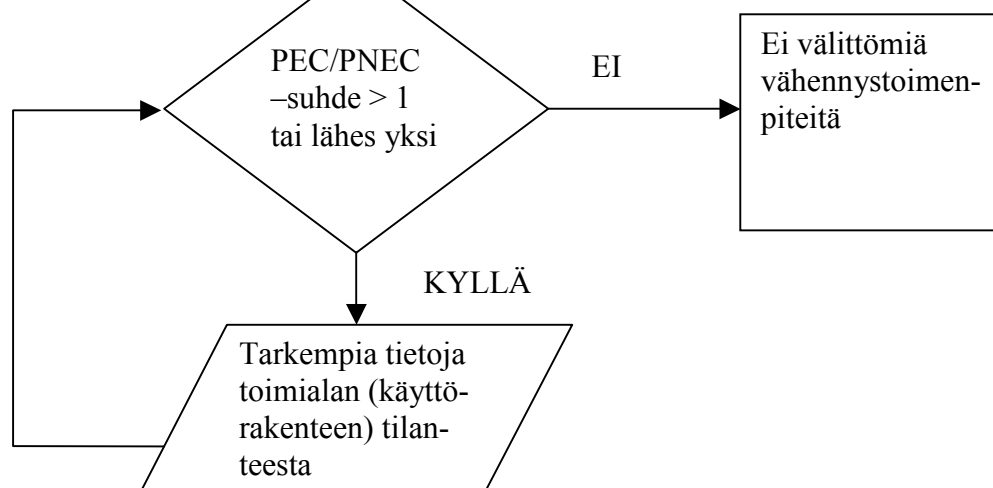 PEC/PNEC
–suhde > 1
tai lähes yksi
EI
Ei välittömiä
vähennystoimen-
piteitä
KYLLÄ
Tarkempia tietoja
toimialan (käyttö-
rakenteen) tilan-
teesta